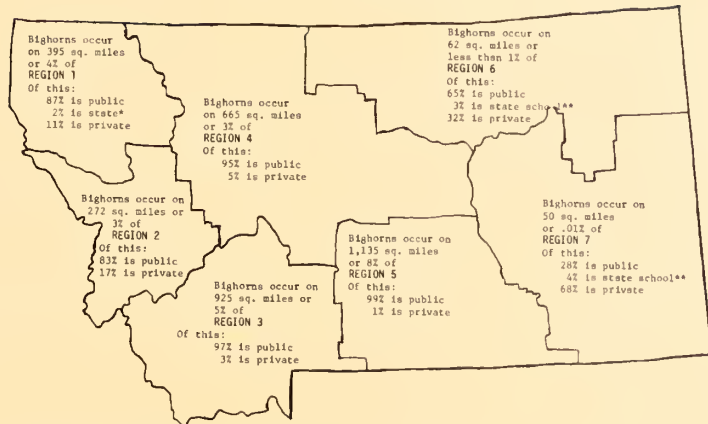 Bighorns occur
on 395 sq. miles
or 4% of
REGION 1
Of this:
87% is public
2% is state*
11% is private
Bighorns occur
on 665 sq. miles
or 3% of
REGION 4
Of this:
95% is public
5% is private
Bighorns occur on
62 sq. miles or
less than 1% of
REGION 6
Of this:
65% is public
3% is state school**
32% is private
Bighorns occur on
272 sq. miles or
3% of
REGION 2
Of this:
83% is public
17% is private
Bighorns occur on
925 sq. miles or
5% of
REGION 3
Of this:
97% is public
3% is private
Bighorns occur on
1,135 sq. miles
or 8% of
REGION 5
Of this:
99% is public
1% is private
Bighorns occur on
50 sq. miles
or .01% of
REGION 7
Of this:
28% is public
4% is state school**
68% is private